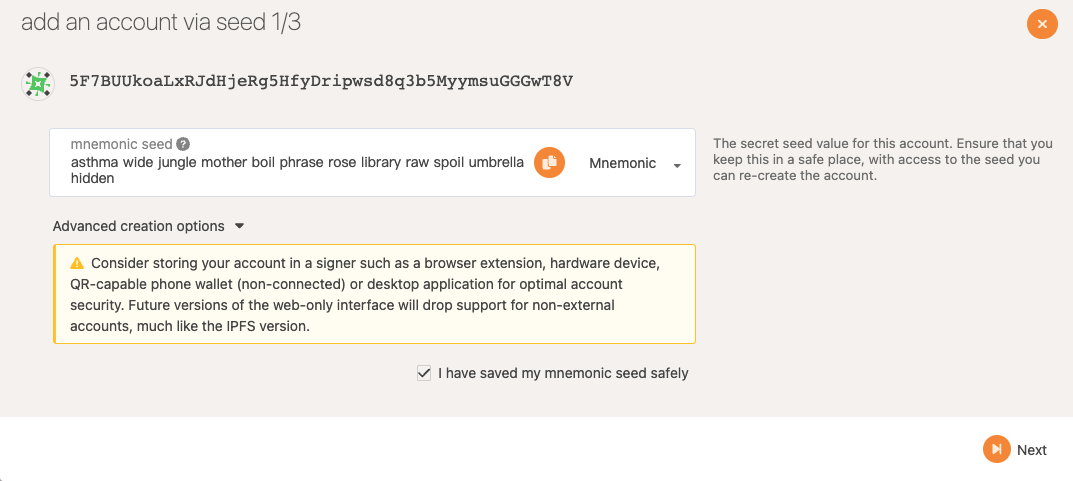 add an account via seed 1/3
5F7BUUkoaLxRJdHjeRg5HfyDripwsd8q3b5MyymsuGGGwT8V
mnemonic seed ?
asthma wide jungle mother boil phrase rose library raw spoil umbrella
hidden
Mnemonic
The secret seed value for this account. Ensure that you
keep this in a safe place, with access to the seed you
can re-create the account.
Advanced creation options
Consider storing your account in a signer such as a browser extension, hardware device,
QR-capable phone wallet (non-connected) or desktop application for optimal account
security. Future versions of the web-only interface will drop support for non-external
accounts, much like the IPFS version.
I have saved my mnemonic seed safely
Next